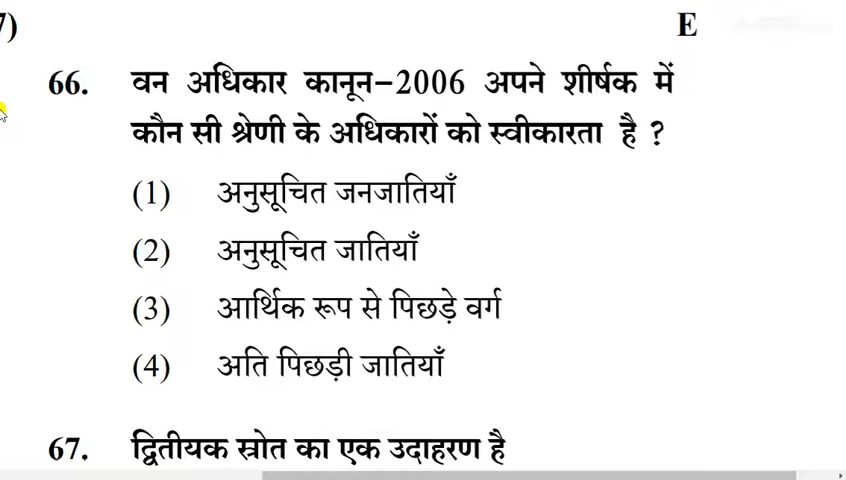 7)
E
66. वन अधिकार कानून–2006 अपने शीर्षक में
कौन सी श्रेणी के अधिकारों को स्वीकारता है ?
(1) अनुसूचित जनजातियाँ
(2) अनुसूचित जातियाँ
(3) आर्थिक रूप से पिछड़े वर्ग
(4) अति पिछड़ी जातियाँ
67. द्वितीयक स्रोत का एक उदाहरण है